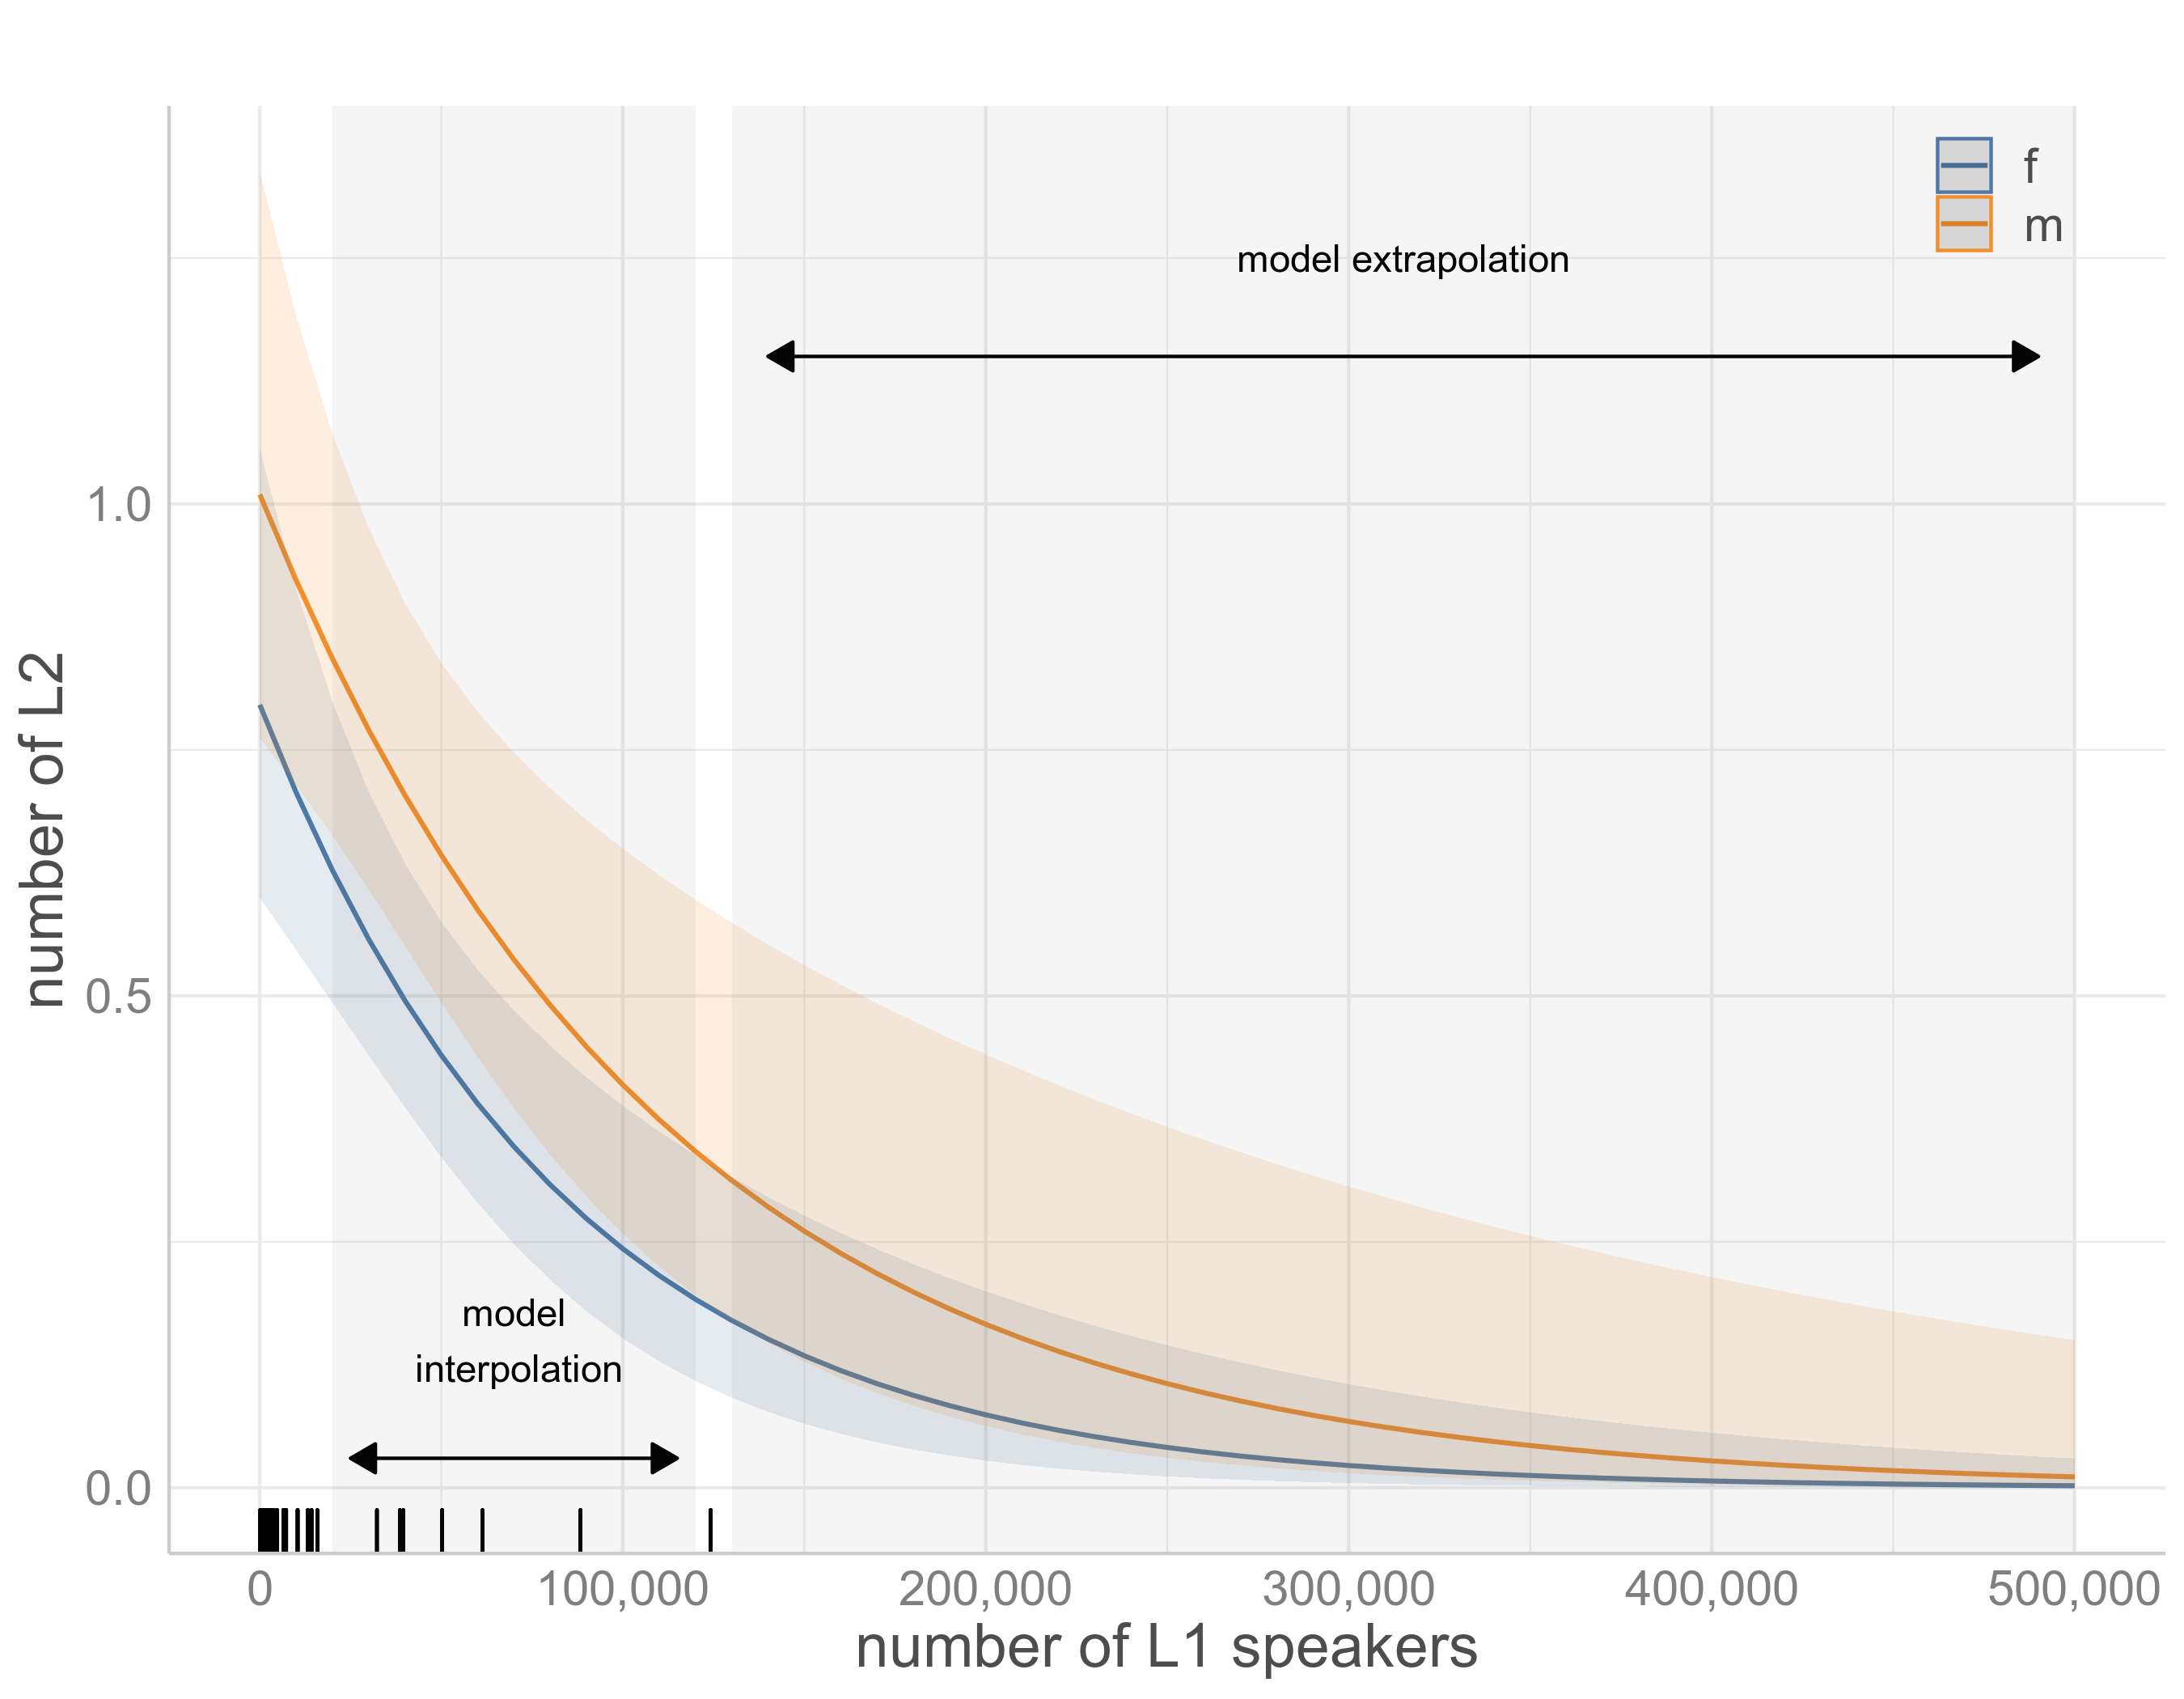 f
m
model extrapolation
number of L2
1.0
0.5
0.0
model
interpolation
0
100,000
200,000
300,000
400,000
500,000
number of L1 speakers